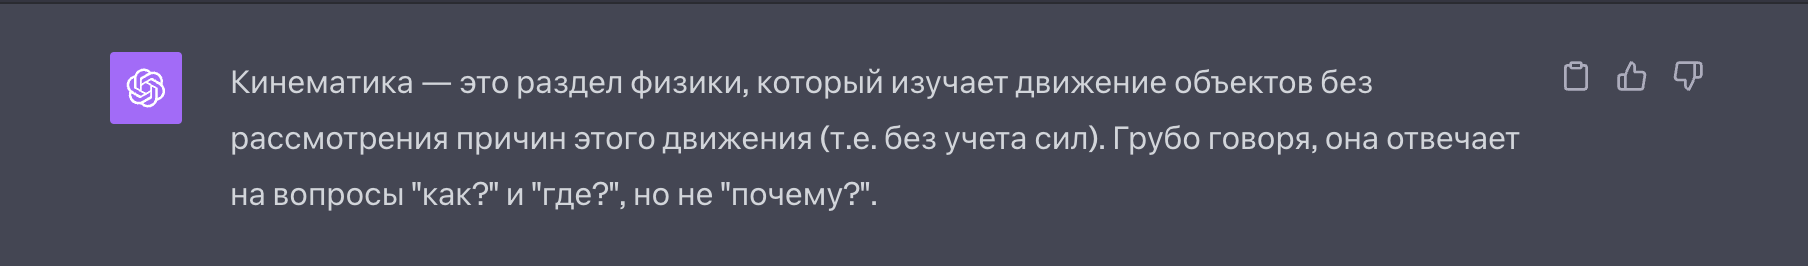 Кинематика — это раздел физики, который изучает движение объектов без
рассмотрения причин этого движения (т.е. без учета сил). Грубо говоря, она отвечает
на вопросы "как?" и "где?", но не "почему?".